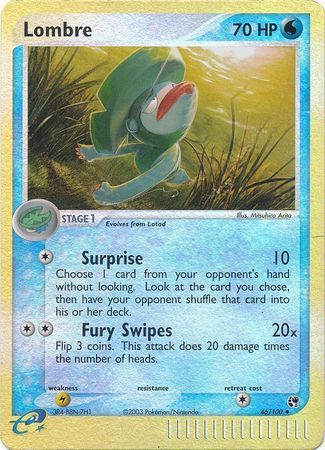 Lombre 70 HP
Illus. Mitsuhiro Arita
STAGE 1
Evolves from Lotad
Surprise 10
Choose 1 card from your opponent's hand
without looking. Look at the card you chose,
then have your opponent shuffle that card into
his or her deck.
Fury Swipes 20x
Flip 3 coins. This attack does 20 damage times
the number of heads.
weakness resistance retreat cost
©2003 Pokémon/Nintendo 46/100